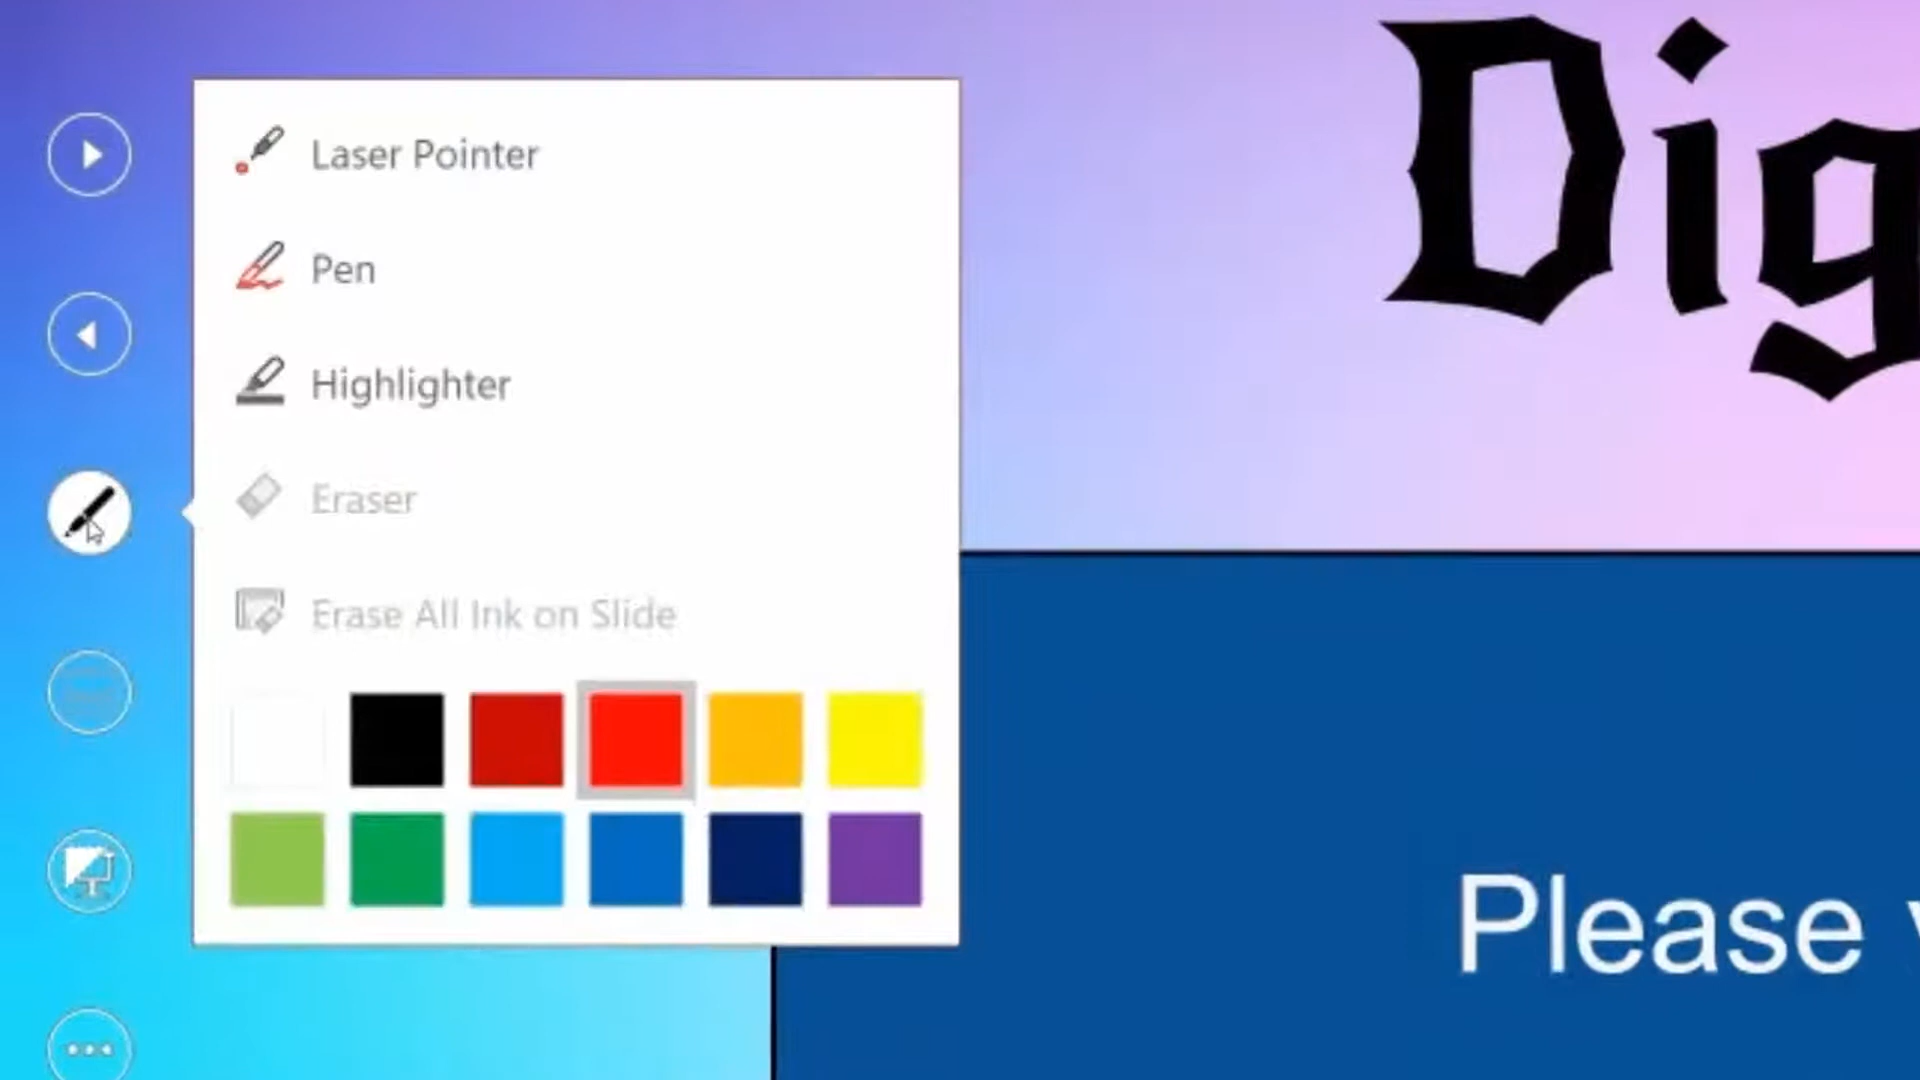 Dig
Laser Pointer
Pen
Highlighter
Eraser
Erase All Ink on Slide
Please